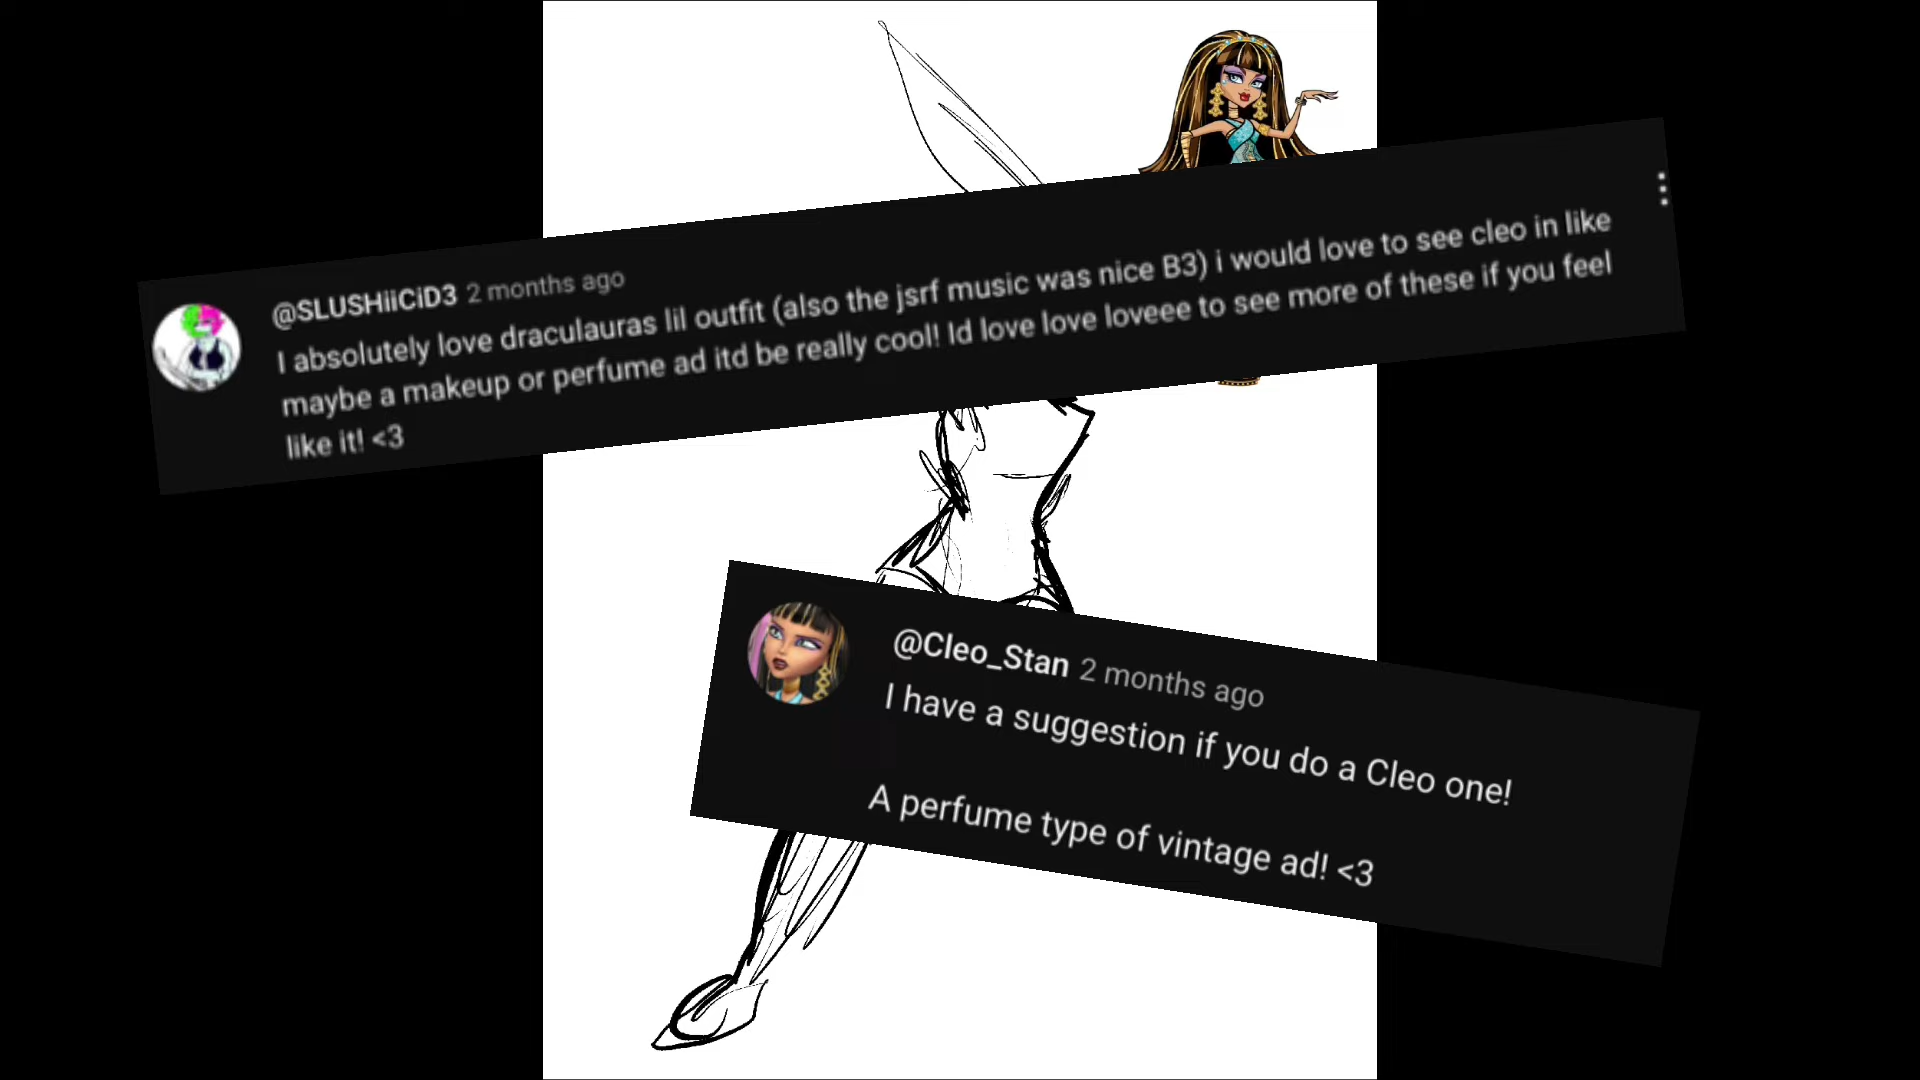 @SLUSHiiCiD3 2 months ago
I absolutely love draculauras lil outfit (also the jsrf music was nice B3) i would love to see cleo in like
maybe a makeup or perfume ad itd be really cool! Id love love loveee to see more of these if you feel
like it! <3
@Cleo_Stan 2 months ago
I have a suggestion if you do a Cleo one!
A perfume type of vintage ad! <3